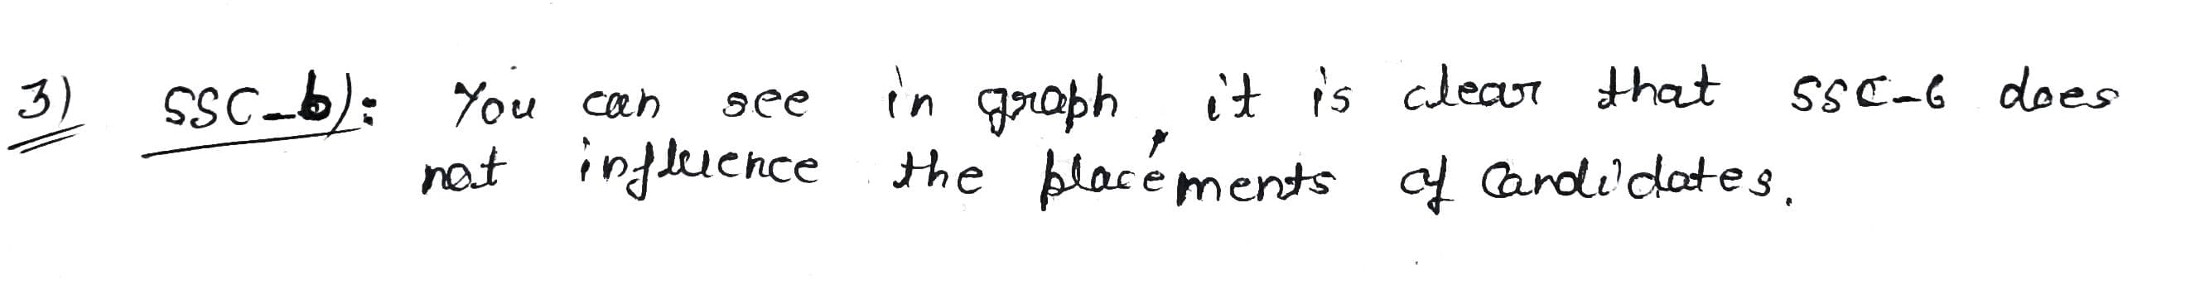 3) SSC_b): You can see in graph, it is clear that SSC-b does
not influence the placements of Candidates.